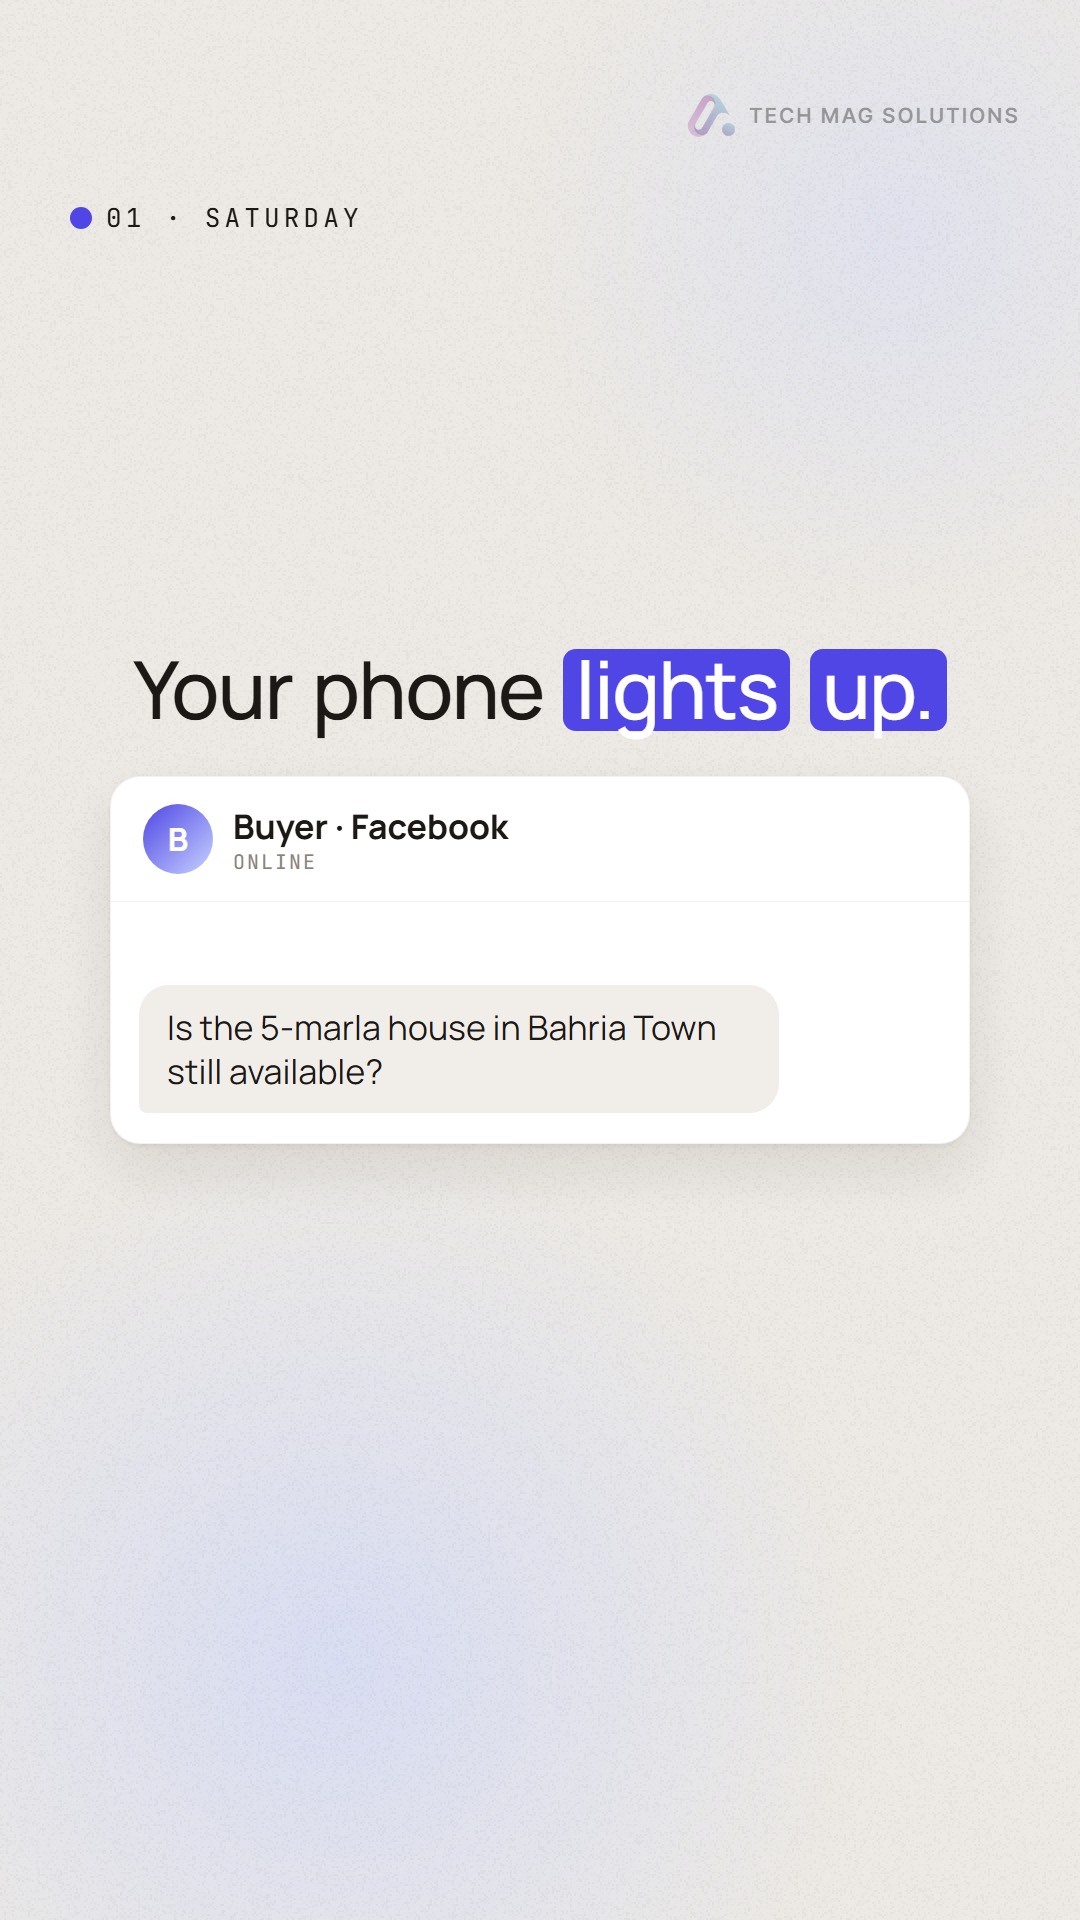 TECH MAG SOLUTIONS
01 · SATURDAY
Your phone lights up.
B
Buyer · Facebook
ONLINE
Is the 5-marla house in Bahria Town
still available?